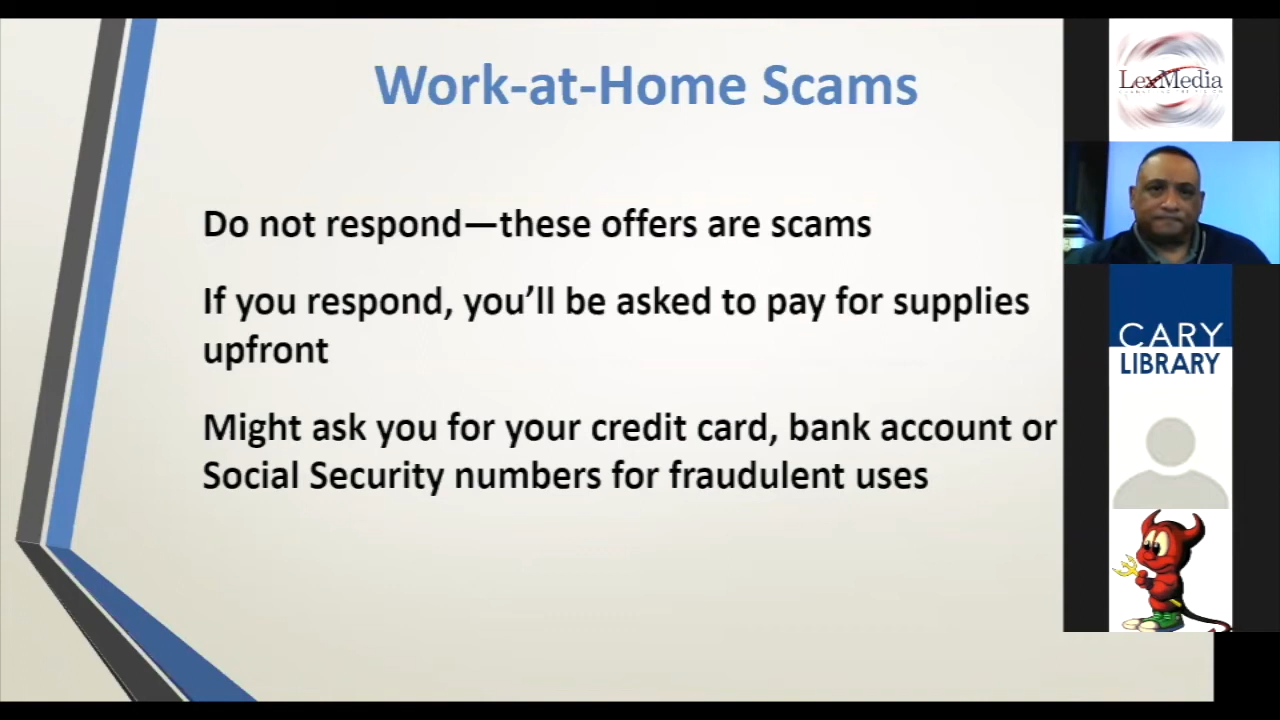 Work-at-Home Scams
Do not respond—these offers are scams
If you respond, you’ll be asked to pay for supplies
upfront
Might ask you for your credit card, bank account or
Social Security numbers for fraudulent uses
LexMedia
CARY
LIBRARY